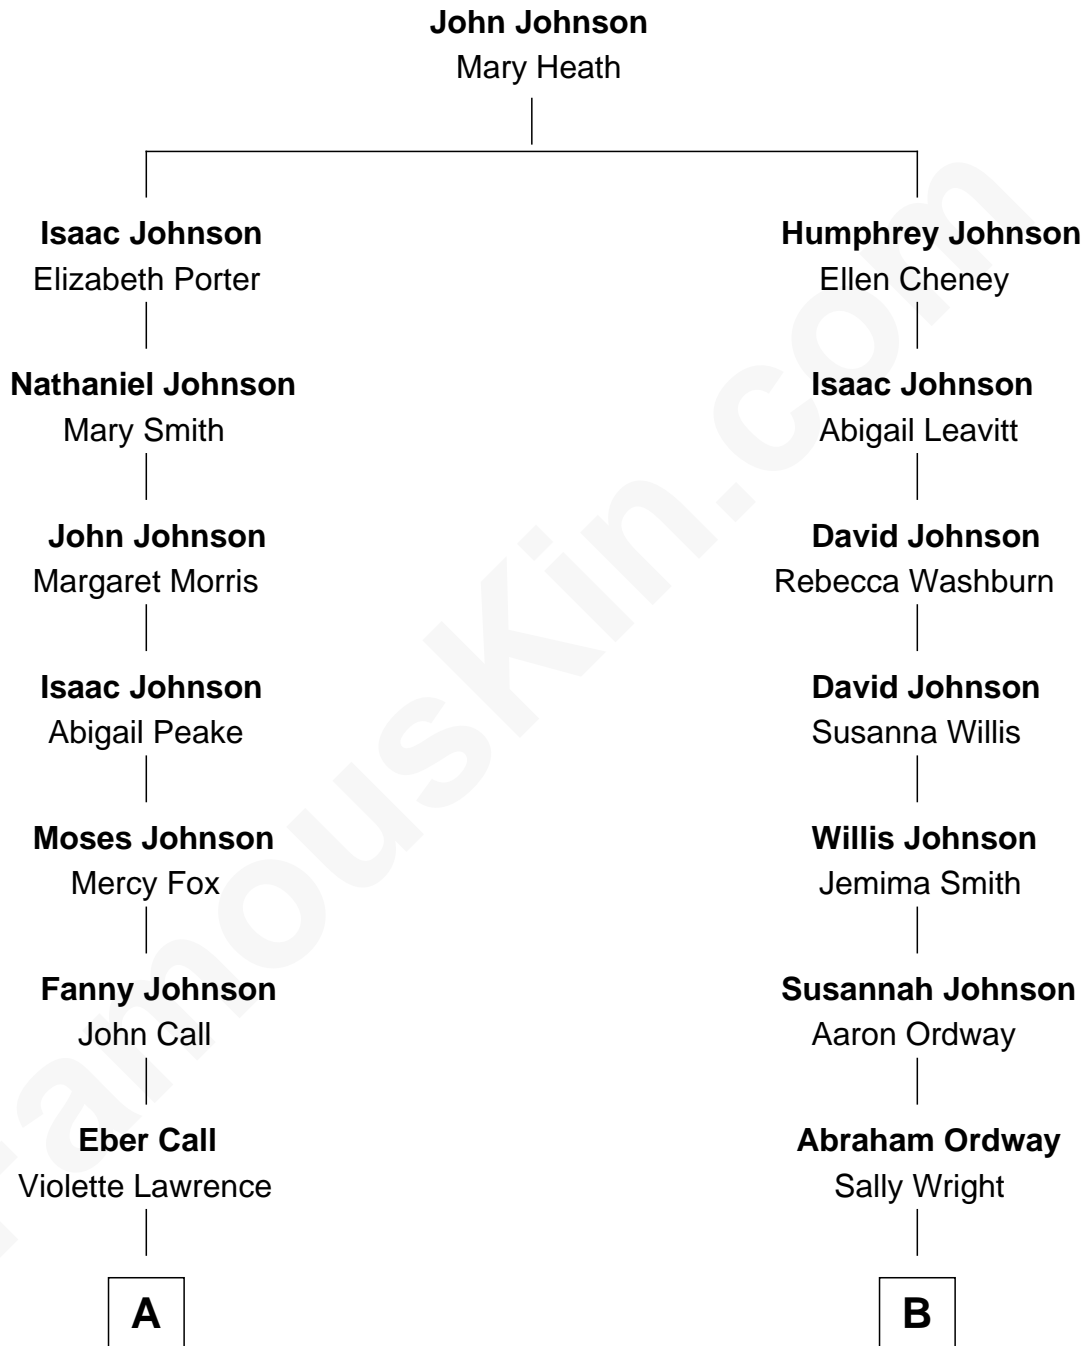 John Johnson
Mary Heath
Isaac Johnson
Elizabeth Porter
Humphrey Johnson
Ellen Cheney
Nathaniel Johnson
Mary Smith
Isaac Johnson
Abigail Leavitt
John Johnson
Margaret Morris
David Johnson
Rebecca Washburn
Isaac Johnson
Abigail Peake
David Johnson
Susanna Willis
Moses Johnson
Mercy Fox
Willis Johnson
Jemima Smith
Fanny Johnson
John Call
Susannah Johnson
Aaron Ordway
Eber Call
Violette Lawrence
Abraham Ordway
Sally Wright
A
B
FamousKin.com